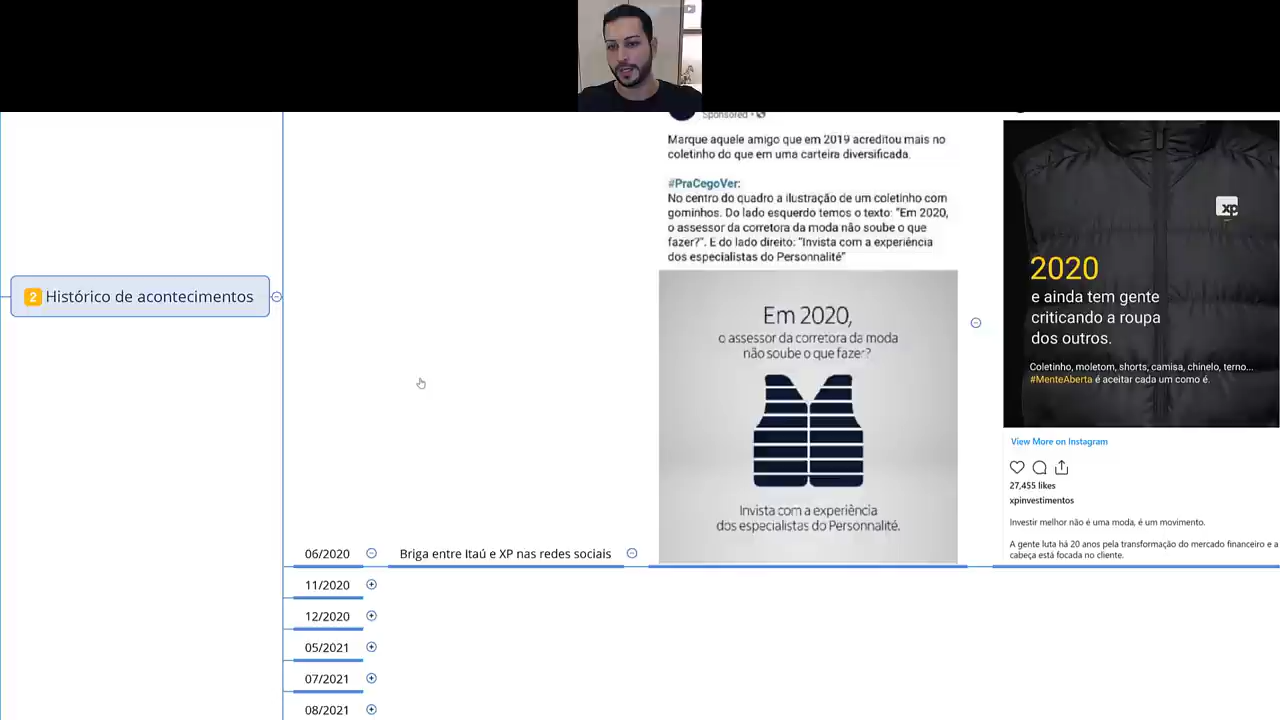 Sponsored •
Marque aquele amigo que em 2019 acreditou mais no
coletinho do que em uma carteira diversificada.
#PraCegoVer:
No centro do quadro a ilustração de um coletinho com
gominhos. Do lado esquerdo temos o texto: “Em 2020,
o assessor da corretora da moda não soube o que
fazer?”. E do lado direito: “Invista com a experiência
dos especialistas do Personnalité”
Em 2020,
o assessor da corretora da moda
não soube o que fazer?
Invista com a experiência
dos especialistas do Personnalité.
xp
2020
e ainda tem gente
criticando a roupa
dos outros.
Coletinho, moletom, shorts, camisa, chinelo, terno...
#MenteAberta é aceitar cada um como é.
View More on Instagram
27,455 likes
xpinvestimentos
Investir melhor não é uma moda, é um movimento.
A gente luta há 20 anos pela transformação do mercado financeiro e a
cabeça está focada no cliente.
2 Histórico de acontecimentos
06/2020
Briga entre Itaú e XP nas redes sociais
11/2020
12/2020
05/2021
07/2021
08/2021